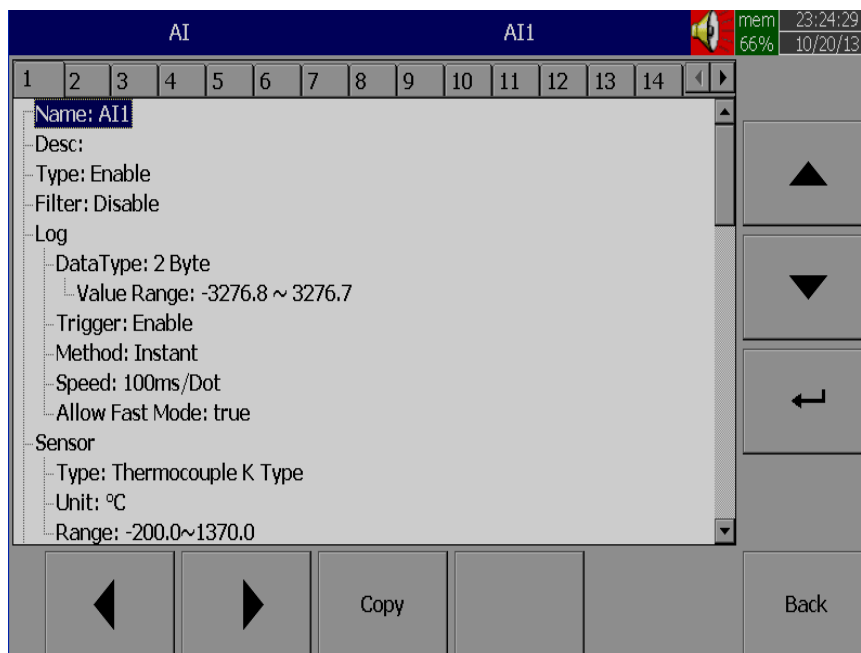 AI AI1 mem 23:24:29
66% 10/20/13
1 2 3 4 5 6 7 8 9 10 11 12 13 14
Name: AI1
Desc:
Type: Enable
Filter: Disable
Log
DataType: 2 Byte
Value Range: -3276.8 ~ 3276.7
Trigger: Enable
Method: Instant
Speed: 100ms/Dot
Allow Fast Mode: true
Sensor
Type: Thermocouple K Type
Unit: ºC
Range: -200.0~1370.0
Copy Back